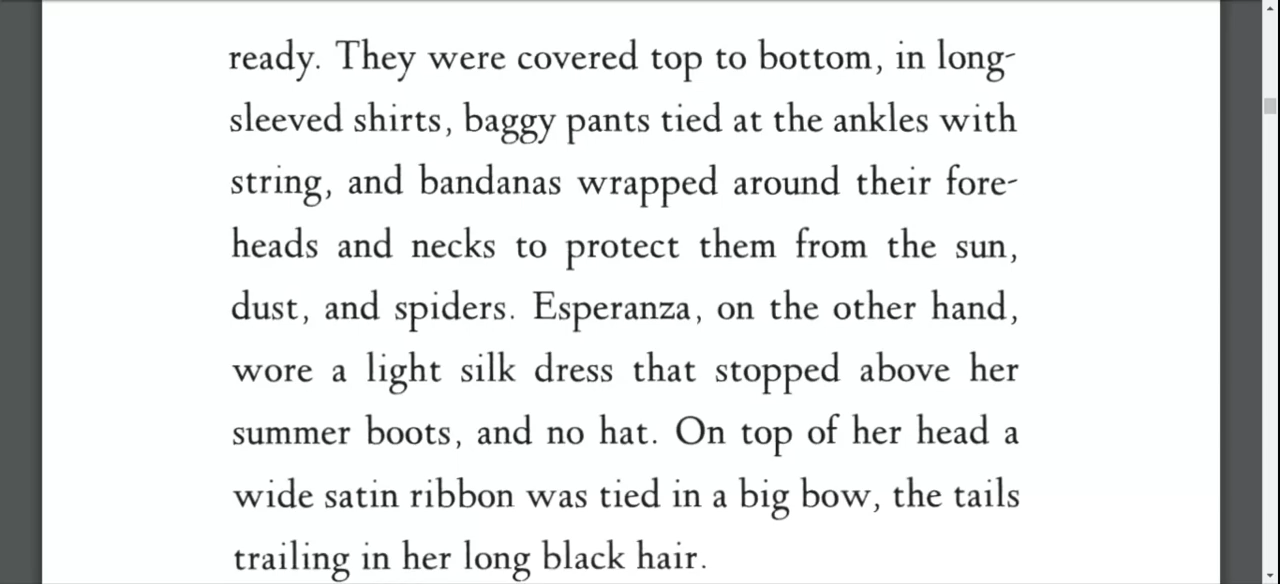 ready. They were covered top to bottom, in long-
sleeved shirts, baggy pants tied at the ankles with
string, and bandanas wrapped around their fore-
heads and necks to protect them from the sun,
dust, and spiders. Esperanza, on the other hand,
wore a light silk dress that stopped above her
summer boots, and no hat. On top of her head a
wide satin ribbon was tied in a big bow, the tails
trailing in her long black hair.